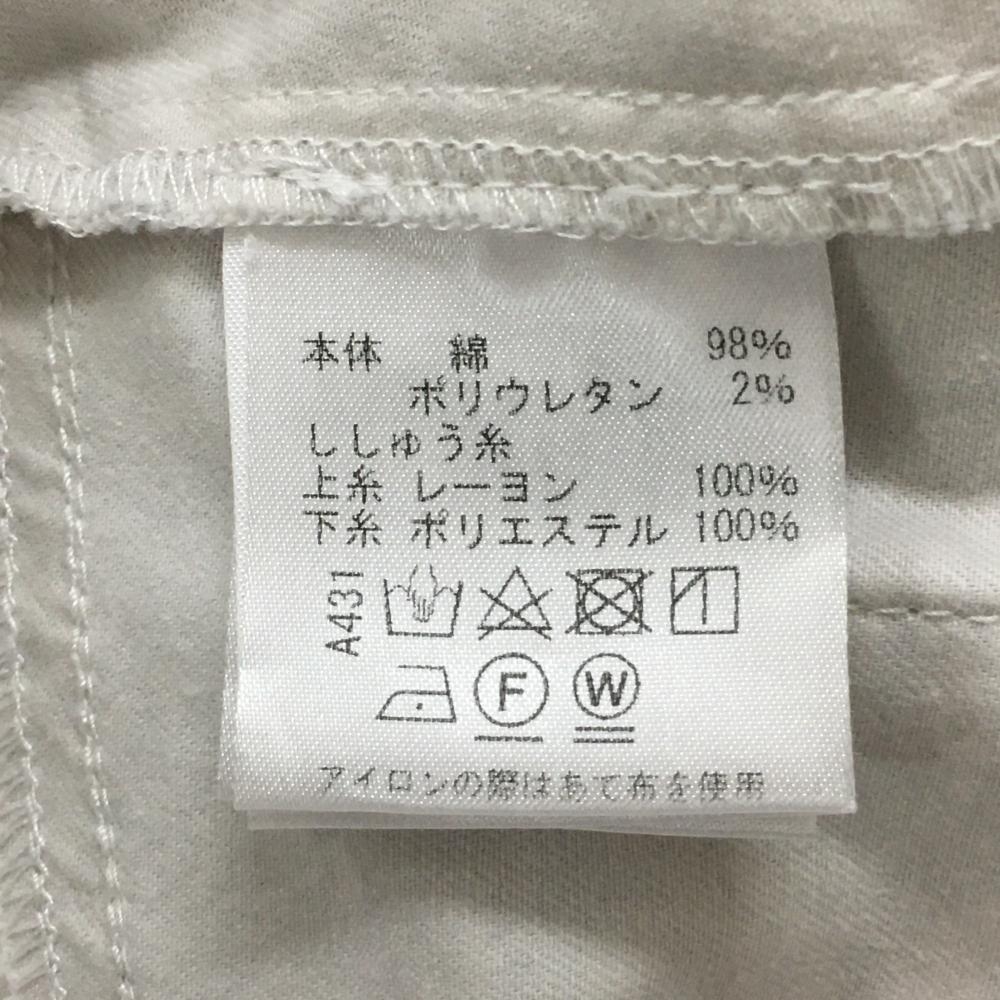 本体 綿 98%
ポリウレタン 2%
ししゅう糸
上糸 レーヨン 100%
下糸 ポリエステル 100%
A431
F W
アイロンの際はあて布を使用